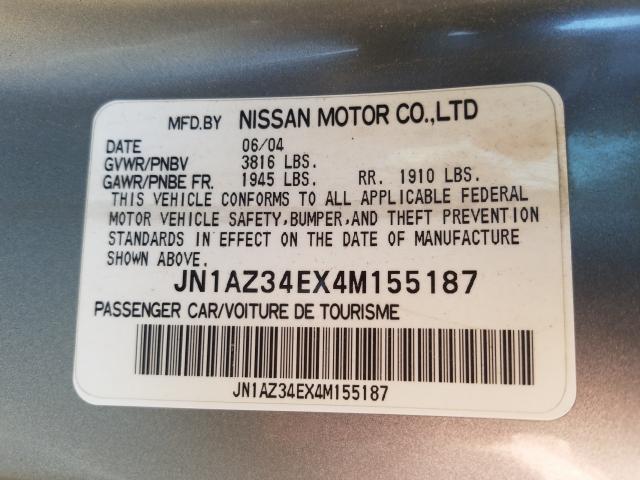 MFD.BY NISSAN MOTOR CO.,LTD
DATE 06/04
GVWR/PNBV 3816 LBS.
GAWR/PNBE FR. 1945 LBS. RR. 1910 LBS.
THIS VEHICLE CONFORMS TO ALL APPLICABLE FEDERAL
MOTOR VEHICLE SAFETY,BUMPER,AND THEFT PREVENTION
STANDARDS IN EFFECT ON THE DATE OF MANUFACTURE
SHOWN ABOVE.
JN1AZ34EX4M155187
PASSENGER CAR/VOITURE DE TOURISME
JN1AZ34EX4M155187